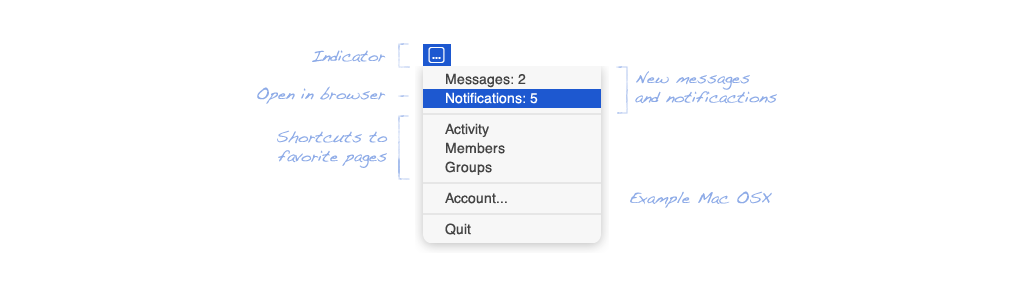 Indicator
Open in browser
Shortcuts to
favorite pages
Messages: 2
Notifications: 5
Activity
Members
Groups
Account...
Quit
New messages
and notificactions
Example Mac OSX